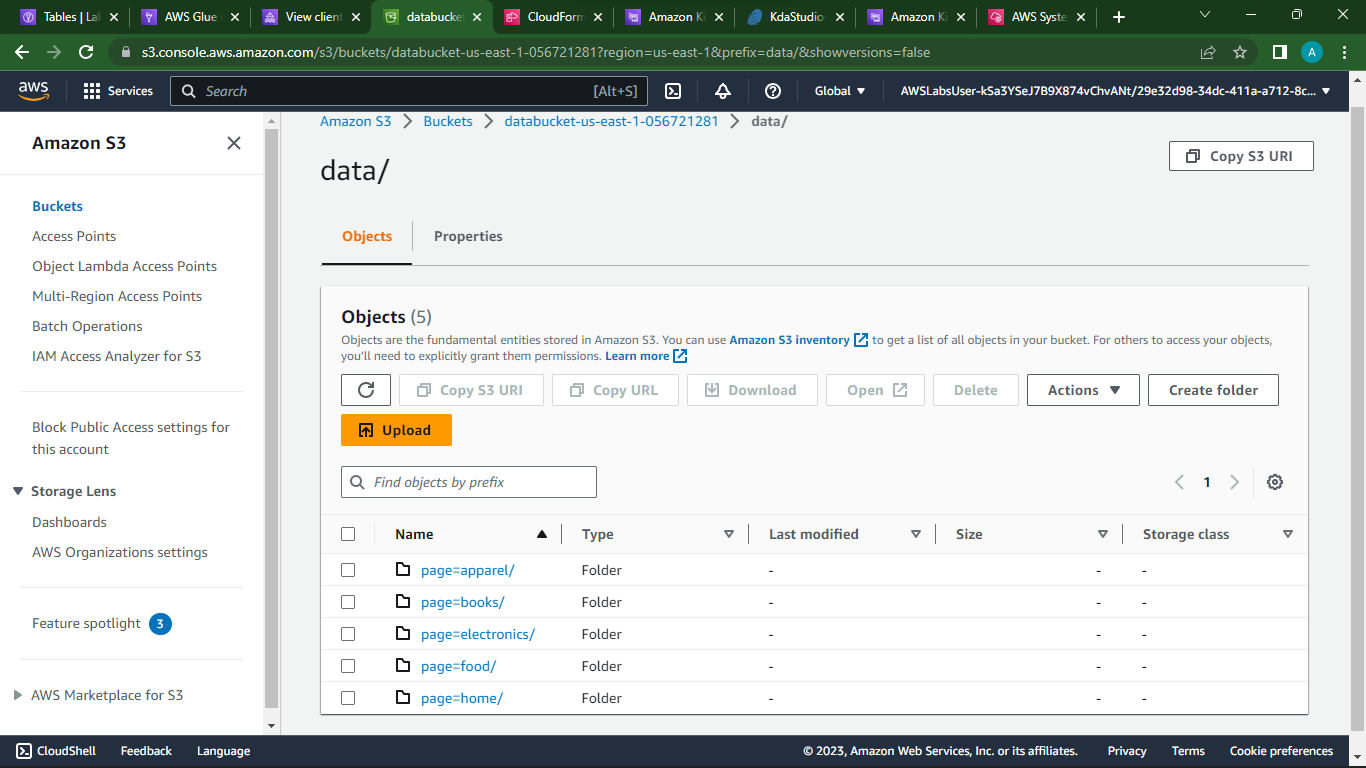 Tables | La
AWS Glue
View client
databucke
CloudForm
Amazon Ki
KdaStudio-
Amazon Ki
AWS Syste
s3.console.aws.amazon.com/s3/buckets/databucket-us-east-1-056721281?region=us-east-1&prefix=data/&showversions=false
A
aws
Services
Search
[Alt+S]
Global
AWSLabsUser-kSa3YSeJ7B9X874vChvANt/29e32d98-34dc-411a-a712-8c...
Amazon S3
Buckets
Access Points
Object Lambda Access Points
Multi-Region Access Points
Batch Operations
IAM Access Analyzer for S3
Block Public Access settings for
this account
Storage Lens
Dashboards
AWS Organizations settings
Feature spotlight 3
AWS Marketplace for S3
Amazon S3 > Buckets > databucket-us-east-1-056721281 > data/
data/
Copy S3 URI
Objects
Properties
Objects (5)
Objects are the fundamental entities stored in Amazon S3. You can use Amazon S3 inventory to get a list of all objects in your bucket. For others to access your objects,
you'll need to explicitly grant them permissions. Learn more
Copy S3 URI
Copy URL
Download
Open
Delete
Actions
Create folder
Upload
Find objects by prefix
1
Name Type Last modified Size Storage class
page=apparel/ Folder - - -
page=books/ Folder - - -
page=electronics/ Folder - - -
page=food/ Folder - - -
page=home/ Folder - - -
CloudShell
Feedback
Language
© 2023, Amazon Web Services, Inc. or its affiliates.
Privacy
Terms
Cookie preferences